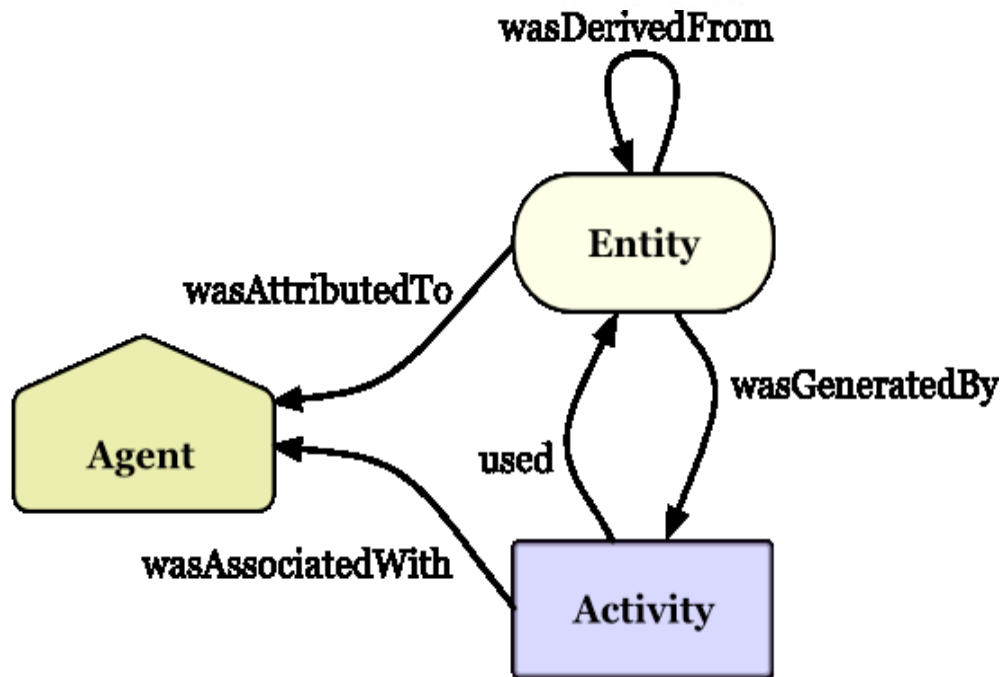 wasDerivedFrom
Entity
wasAttributedTo
wasGeneratedBy
Agent
used
wasAssociatedWith
Activity